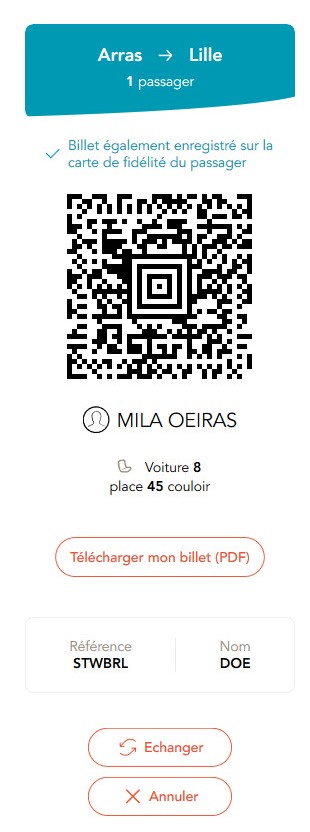 Arras → Lille
1 passager
Billet également enregistré sur la
carte de fidélité du passager
MILA OEIRAS
Voiture 8
place 45 couloir
Télécharger mon billet (PDF)
Référence
STWBRL
Nom
DOE
Echanger
Annuler